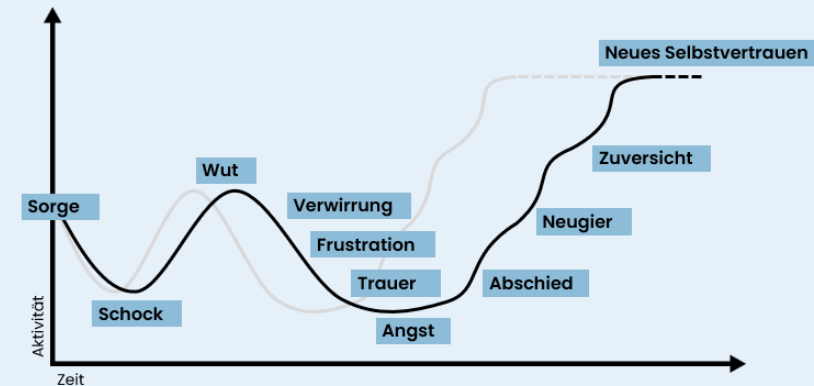 Neues Selbstvertrauen
Zuversicht
Wut
Verwirrung
Sorge
Neugier
Frustration
Trauer
Abschied
Schock
Angst
Aktivität
Zeit